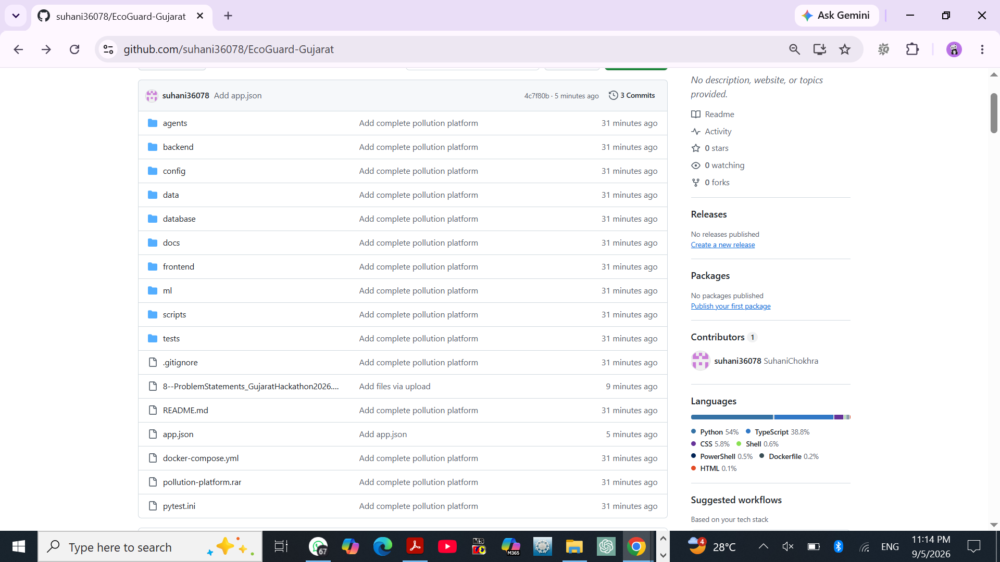 suhani36078/EcoGuard-Gujarat
Ask Gemini
github.com/suhani36078/EcoGuard-Gujarat
suhani36078 Add app.json 4c7f80b · 5 minutes ago 3 Commits
agents Add complete pollution platform 31 minutes ago
backend Add complete pollution platform 31 minutes ago
config Add complete pollution platform 31 minutes ago
data Add complete pollution platform 31 minutes ago
database Add complete pollution platform 31 minutes ago
docs Add complete pollution platform 31 minutes ago
frontend Add complete pollution platform 31 minutes ago
ml Add complete pollution platform 31 minutes ago
scripts Add complete pollution platform 31 minutes ago
tests Add complete pollution platform 31 minutes ago
.gitignore Add complete pollution platform 31 minutes ago
8--ProblemStatements_GujaratHackathon2026.... Add files via upload 9 minutes ago
README.md Add complete pollution platform 31 minutes ago
app.json Add app.json 5 minutes ago
docker-compose.yml Add complete pollution platform 31 minutes ago
pollution-platform.rar Add complete pollution platform 31 minutes ago
pytest.ini Add complete pollution platform 31 minutes ago
No description, website, or topics
provided.
Readme
Activity
0 stars
0 watching
0 forks
Releases
No releases published
Create a new release
Packages
No packages published
Publish your first package
Contributors 1
suhani36078 SuhaniChokhra
Languages
Python 54% TypeScript 38.8%
CSS 5.8% Shell 0.6%
PowerShell 0.5% Dockerfile 0.2%
HTML 0.1%
Suggested workflows
Based on your tech stack
Type here to search
67
MS
M365
4
28°C
ENG
11:14 PM
9/5/2026